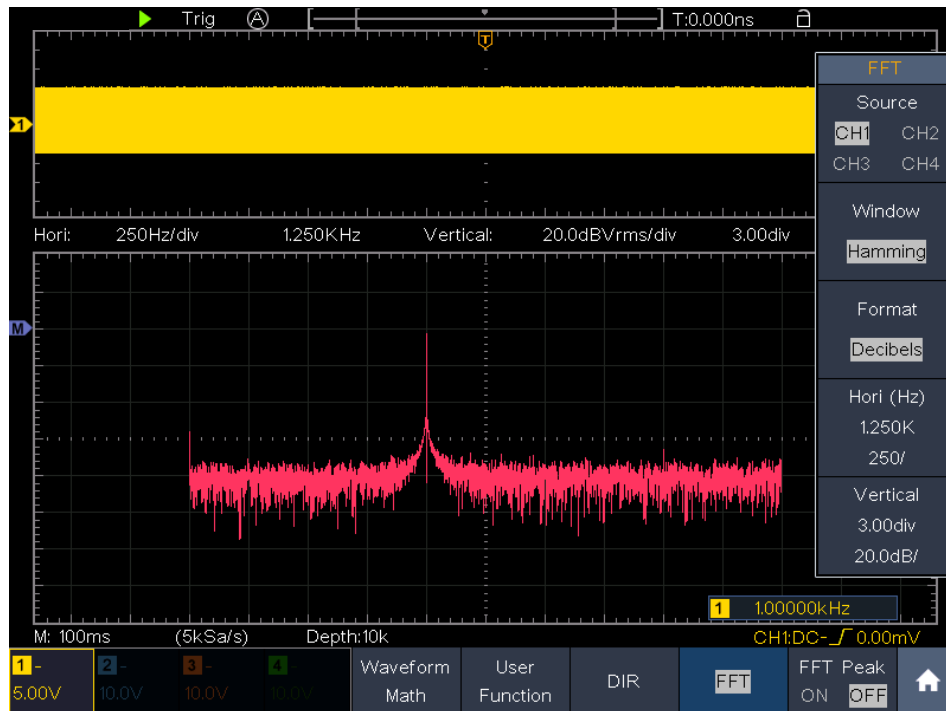 Trig A T:0.000ns
T
1
Hori: 250Hz/div 1.250KHz Vertical: 20.0dBVrms/div 3.00div
M
FFT
Source
CH1 CH2
CH3 CH4
Window
Hamming
Format
Decibels
Hori (Hz)
1.250K
250/
Vertical
3.00div
20.0dB/
1 1.00000kHz
M: 100ms (5kSa/s) Depth:10k CH1:DC- 0.00mV
1 -
5.00V
2 -
10.0V
3 -
10.0V
4 -
10.0V
Waveform
Math
User
Function
DIR
FFT
FFT Peak
ON OFF